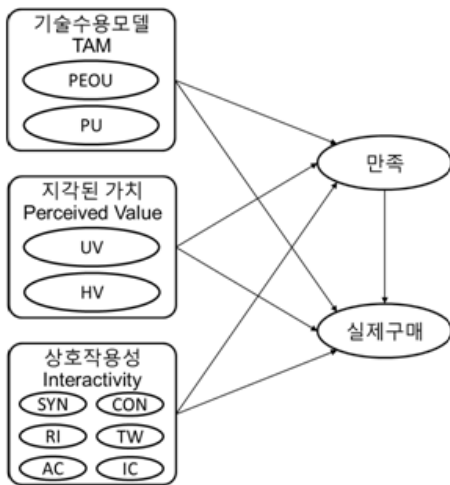 기술수용모델
TAM
PEOU
PU
지각된 가치
Perceived Value
UV
HV
상호작용성
Interactivity
SYN CON
RI TW
AC IC
만족
실제구매